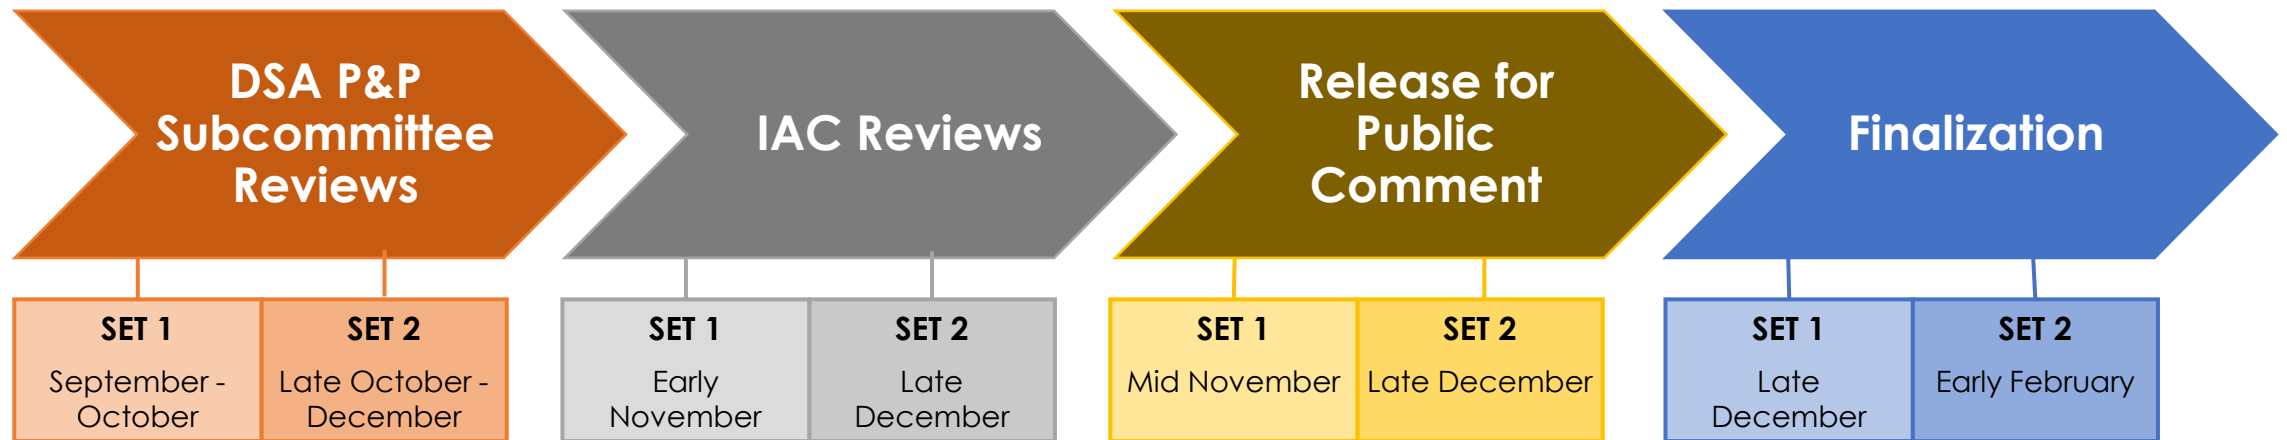 DSA P&P
Subcommittee
Reviews
IAC Reviews
Release for
Public
Comment
Finalization
SET 1
September -
October
SET 2
Late October -
December
SET 1
Early
November
SET 2
Late
December
SET 1
Mid November
SET 2
Late December
SET 1
Late
December
SET 2
Early February